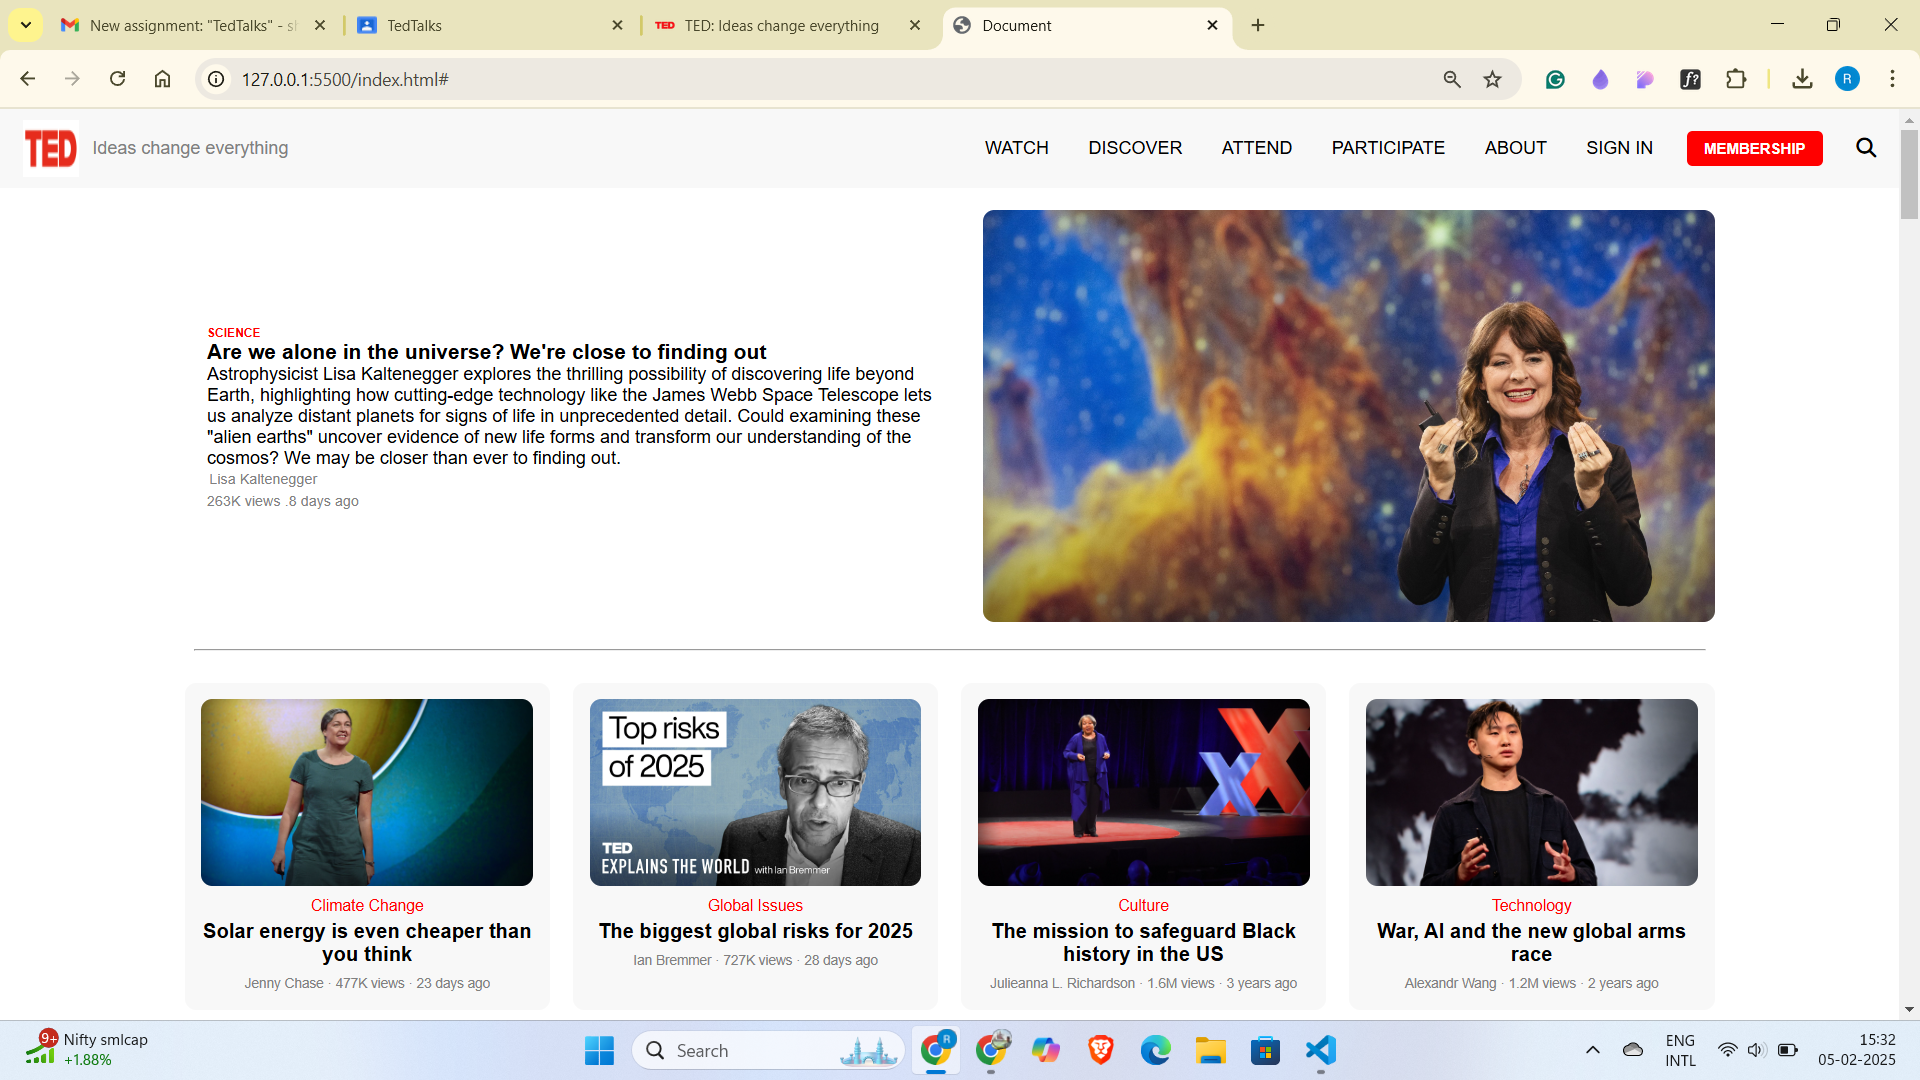 New assignment: "TedTalks" - sh
TedTalks
TED
TED: Ideas change everything
Document
127.0.0.1:5500/index.html#
R
TED
Ideas change everything
WATCH
DISCOVER
ATTEND
PARTICIPATE
ABOUT
SIGN IN
MEMBERSHIP
SCIENCE
Are we alone in the universe? We're close to finding out
Astrophysicist Lisa Kaltenegger explores the thrilling possibility of discovering life beyond
Earth, highlighting how cutting-edge technology like the James Webb Space Telescope lets
us analyze distant planets for signs of life in unprecedented detail. Could examining these
"alien earths" uncover evidence of new life forms and transform our understanding of the
cosmos? We may be closer than ever to finding out.
Lisa Kaltenegger
263K views .8 days ago
Climate Change
Solar energy is even cheaper than
you think
Jenny Chase · 477K views · 23 days ago
Top risks
of 2025
TED
EXPLAINS THE WORLD with Ian Bremmer
Global Issues
The biggest global risks for 2025
Ian Bremmer · 727K views · 28 days ago
X
X
Culture
The mission to safeguard Black
history in the US
Julieanna L. Richardson · 1.6M views · 3 years ago
Technology
War, AI and the new global arms
race
Alexandr Wang · 1.2M views · 2 years ago
9+
Nifty smlcap
+1.88%
Search
R
ENG
INTL
15:32
05-02-2025